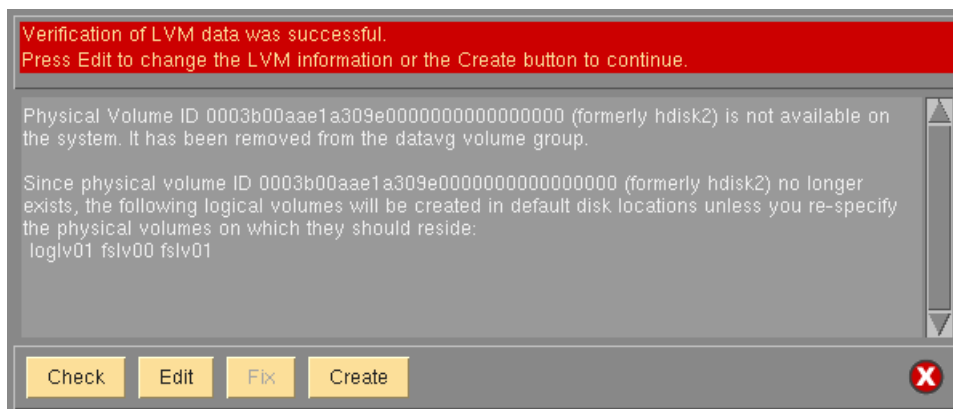 Verification of LVM data was successful.
Press Edit to change the LVM information or the Create button to continue.
Physical Volume ID 0003b00aae1a309e0000000000000000 (formerly hdisk2) is not available on
the system. It has been removed from the datavg volume group.
Since physical volume ID 0003b00aae1a309e0000000000000000 (formerly hdisk2) no longer
exists, the following logical volumes will be created in default disk locations unless you re-specify
the physical volumes on which they should reside:
loglv01 fslv00 fslv01
Check Edit Fix Create